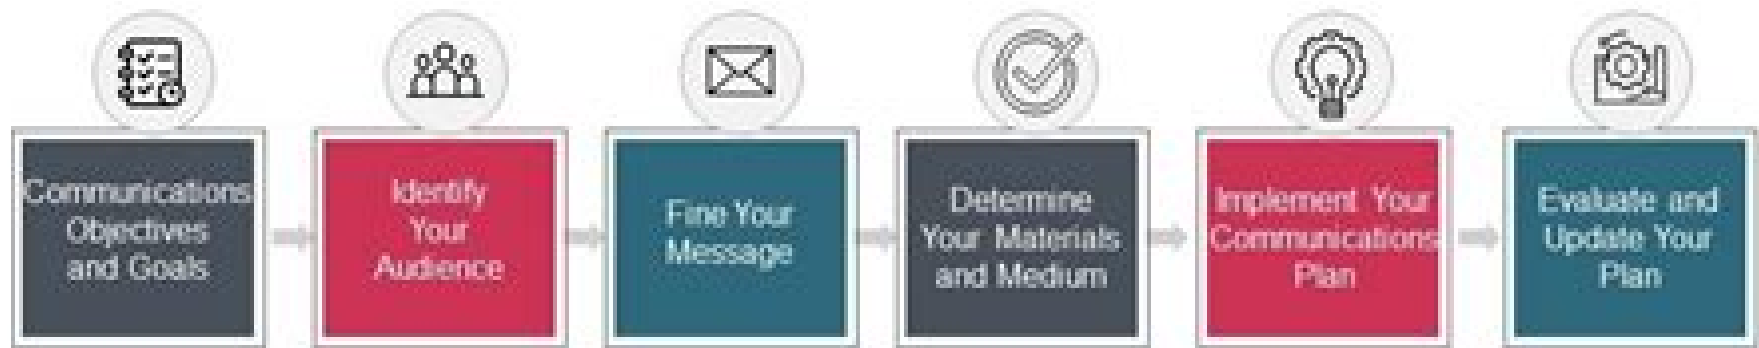 Communications
Objectives
and Goals
Identify
Your
Audience
Fine Your
Message
Determine
Your Materials
and Medium
Implement Your
Communications
Plan
Evaluate and
Update Your
Plan